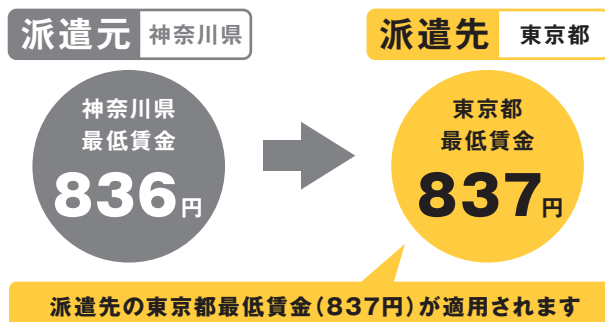 派遣元 神奈川県
派遣先 東京都
神奈川県
最低賃金
836円
東京都
最低賃金
837円
派遣先の東京都最低賃金(837円)が適用されます